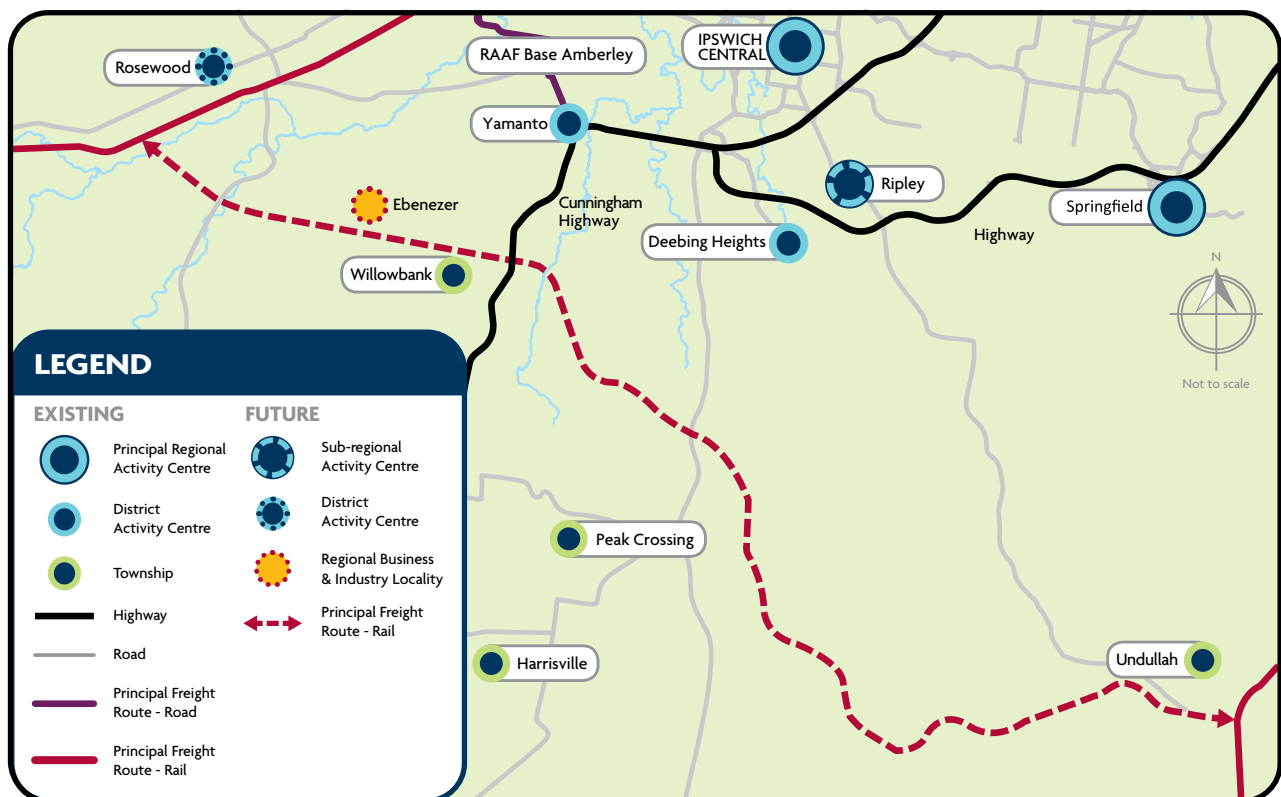 Rosewood
RAAF Base Amberley
IPSWICH
CENTRAL
Yamanto
Ebenezer
Cunningham
Highway
Ripley
Springfield
Deebing Heights
Highway
Willowbank
N
Not to scale
Peak Crossing
Harrisville
Undullah
LEGEND
EXISTING
Principal Regional
Activity Centre
District
Activity Centre
Township
Highway
Road
Principal Freight
Route - Road
Principal Freight
Route - Rail
FUTURE
Sub-regional
Activity Centre
District
Activity Centre
Regional Business
& Industry Locality
Principal Freight
Route - Rail